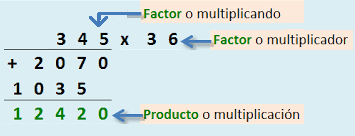 Factor o multiplicando
3 4 5 x 3 6 Factor o multiplicador
+ 2 0 7 0
1 0 3 5
1 2 4 2 0 Producto o multiplicación